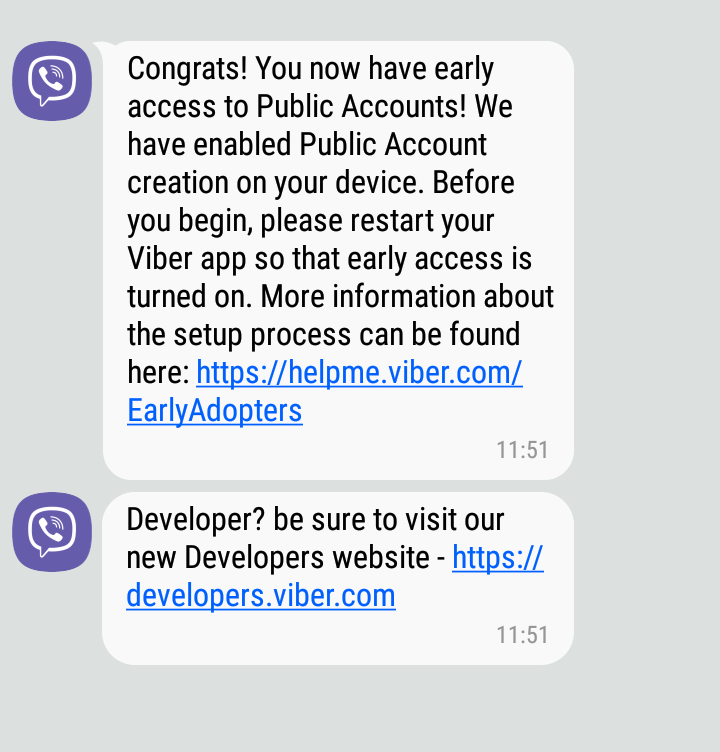 Congrats! You now have early
access to Public Accounts! We
have enabled Public Account
creation on your device. Before
you begin, please restart your
Viber app so that early access is
turned on. More information about
the setup process can be found
here: https://helpme.viber.com/
EarlyAdopters
11:51
Developer? be sure to visit our
new Developers website - https://
developers.viber.com
11:51